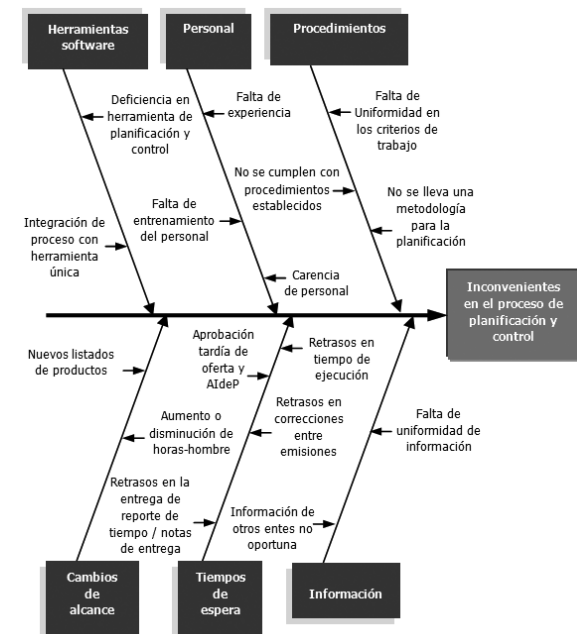 Herramientas
software
Personal
Procedimientos
Deficiencia en
herramienta de
planificación y
control
Falta de
experiencia
Falta de
Uniformidad en
los criterios de
trabajo
No se cumplen con
procedimientos
establecidos
Falta de
entrenamiento
del personal
No se lleva una
metodología
para la
planificación
Integración de
proceso con
herramienta
única
Carencia
de personal
Inconvenientes
en el proceso de
planificación y
control
Nuevos listados
de productos
Aprobación
tardía de
oferta y
AIdeP
Retrasos en
tiempo de
ejecución
Aumento o
disminución de
horas-hombre
Retrasos en
correcciones
entre
emisiones
Falta de
uniformidad de
información
Retrasos en la
entrega de
reporte de
tiempo / notas
de entrega
Información de
otros entes no
oportuna
Cambios
de
alcance
Tiempos
de
espera
Información